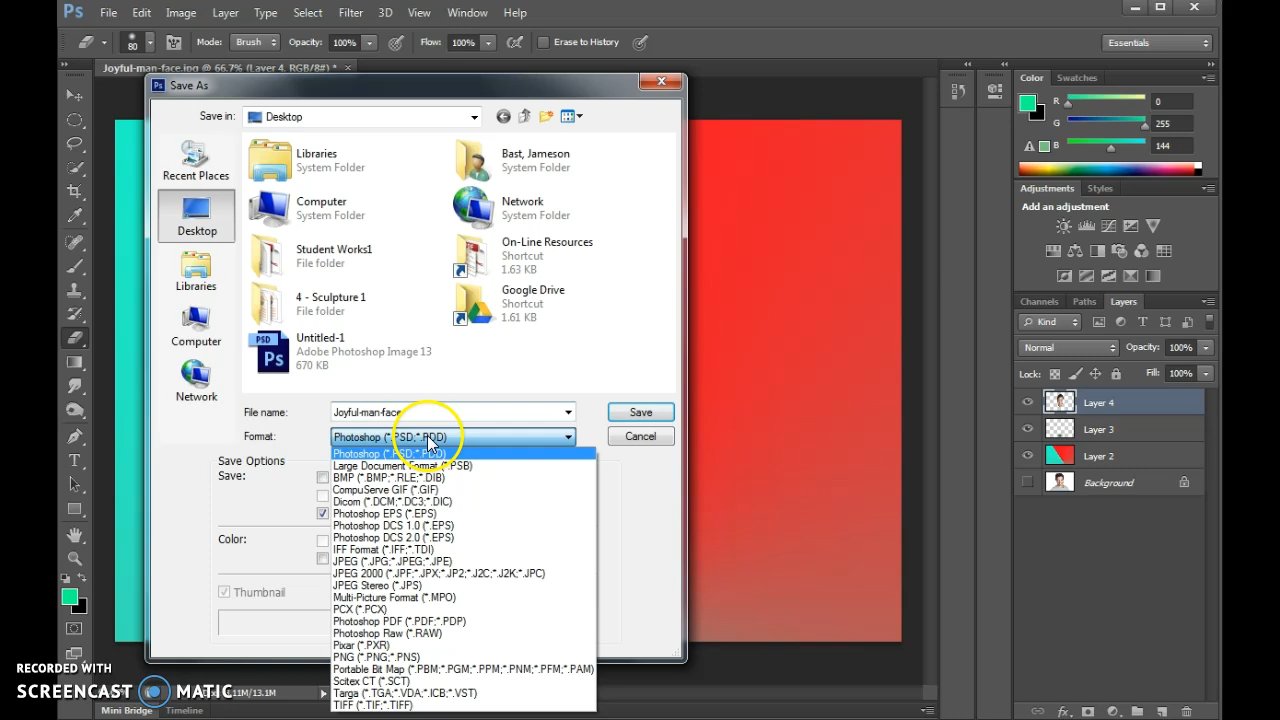 Ps File Edit Image Layer Type Select Filter 3D View Window Help
80 Mode: Brush Opacity: 100% Flow: 100% Erase to History Essentials
Joyful-man-face.jpg @ 66.7% (Layer 4, RGB/8#) * ×
Ps Save As
Save in: Desktop
Recent Places
Desktop
Libraries
Computer
Network
Libraries
System Folder
Bast, Jameson
System Folder
Computer
System Folder
Network
System Folder
Student Works1
File folder
On-Line Resources
Shortcut
1.63 KB
4 - Sculpture 1
File folder
Google Drive
Shortcut
1.61 KB
PSD
Ps
Untitled-1
Adobe Photoshop Image 13
670 KB
File name: Joyful-man-face Save
Format: Photoshop (*.PSD;*.PDD) Cancel
Photoshop (*.PSD;*.PDD)
Large Document Format (*.PSB)
BMP (*.BMP;*.RLE;*.DIB)
CompuServe GIF (*.GIF)
Dicom (*.DCM;*.DC3;*.DIC)
Photoshop EPS (*.EPS)
Photoshop DCS 1.0 (*.EPS)
Photoshop DCS 2.0 (*.EPS)
IFF Format (*.IFF;*.TDI)
JPEG (*.JPG;*.JPEG;*.JPE)
JPEG 2000 (*.JPF;*.JPX;*.JP2;*.J2C;*.J2K;*.JPC)
JPEG Stereo (*.JPS)
Multi-Picture Format (*.MPO)
PCX (*.PCX)
Photoshop PDF (*.PDF;*.PDP)
Photoshop Raw (*.RAW)
Pixar (*.PXR)
PNG (*.PNG;*.PNS)
Portable Bit Map (*.PBM;*.PGM;*.PPM;*.PNM;*.PFM;*.PAM)
Scitex CT (*.SCT)
Targa (*.TGA;*.VDA;*.ICB;*.VST)
TIFF (*.TIF;*.TIFF)
Save Options
Save:
Color:
Thumbnail
Color Swatches
R 0
G 255
B 144
Adjustments Styles
Add an adjustment
Channels Paths Layers
Kind
Normal Opacity: 100%
Lock: Fill: 100%
Layer 4
Layer 3
Layer 2
Background
RECORDED WITH
SCREENCAST MATIC
M/13.1M
Mini Bridge Timeline